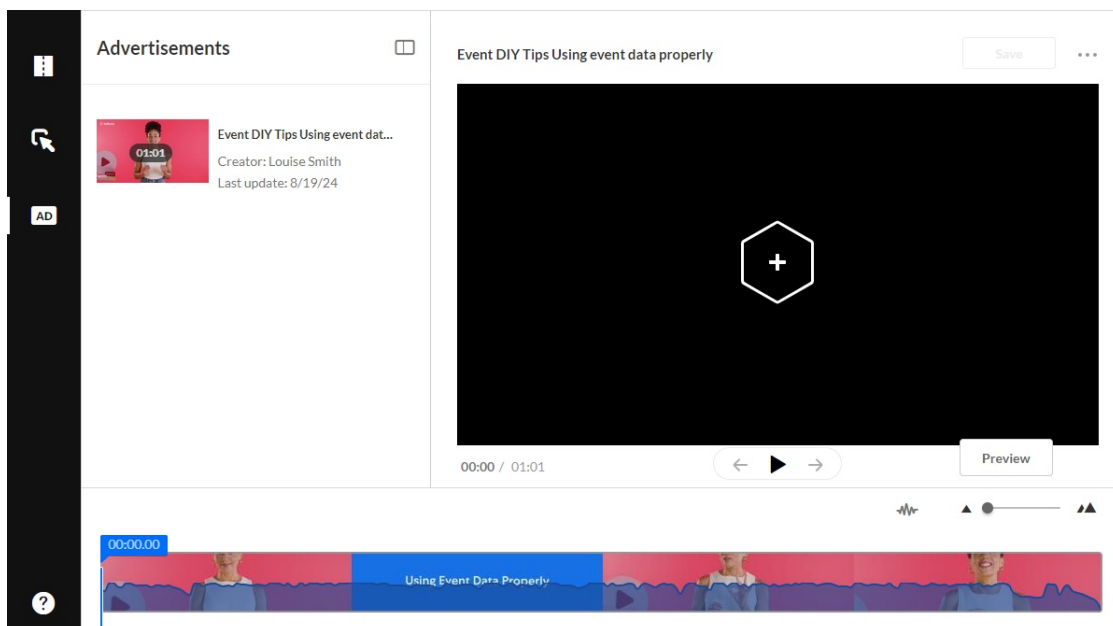 Advertisements
Event DIY Tips Using event dat...
Creator: Louise Smith
Last update: 8/19/24
01:01
AD
?
Event DIY Tips Using event data properly
Save
00:00 / 01:01
Preview
00:00.00
Using Event Data Properly